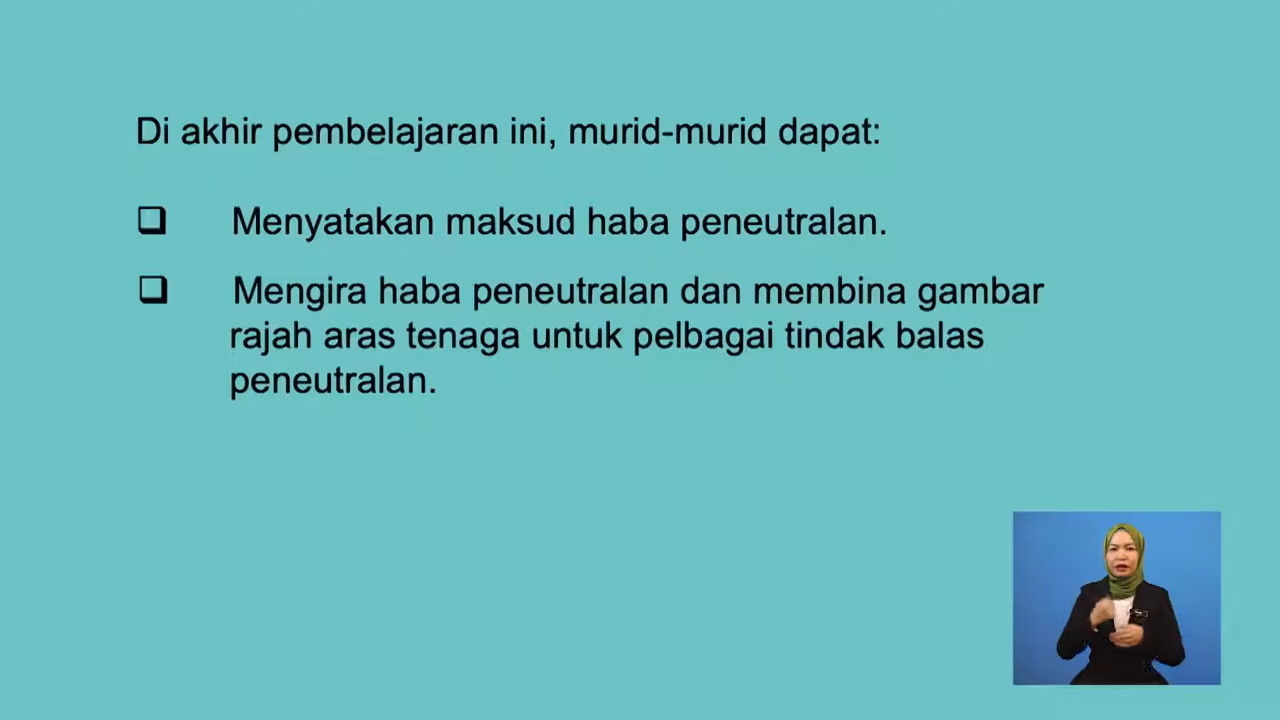 Di akhir pembelajaran ini, murid-murid dapat:
❑ Menyatakan maksud haba peneutralan.
❑ Mengira haba peneutralan dan membina gambar
rajah aras tenaga untuk pelbagai tindak balas
peneutralan.